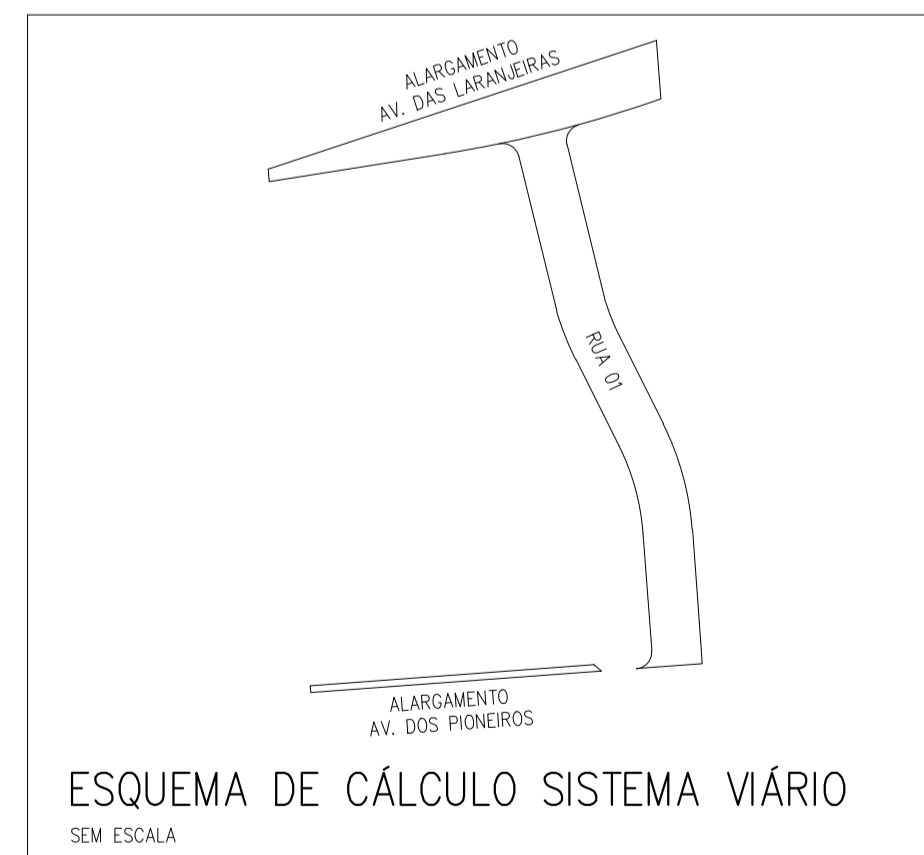 ALARGAMENTO
AV. DAS LARANJEIRAS
RUA 01
ALARGAMENTO
AV. DOS PIONEIROS
ESQUEMA DE CÁLCULO SISTEMA VIÁRIO
SEM ESCALA